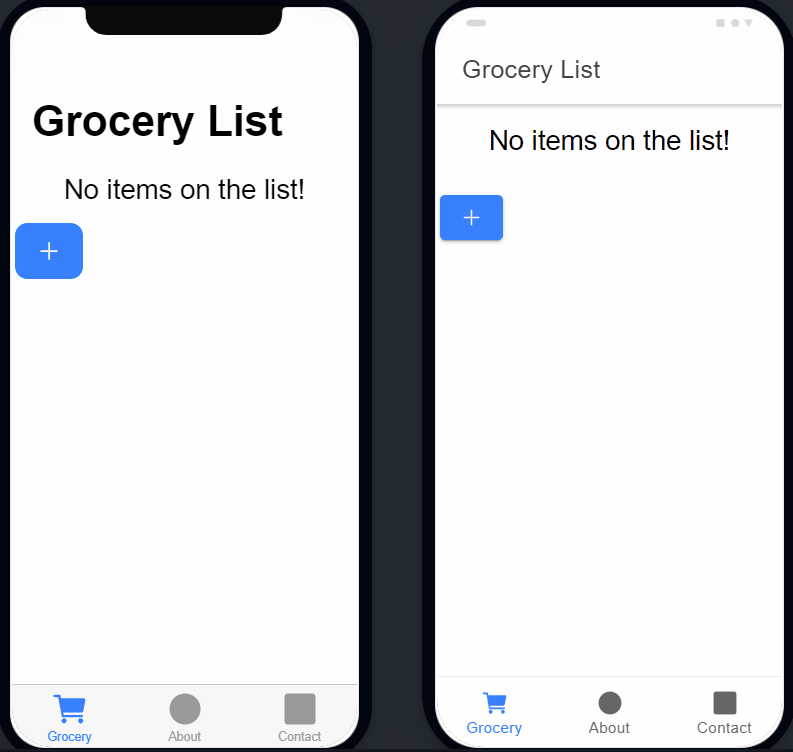 Grocery List
No items on the list!
+
Grocery About Contact
Grocery List
No items on the list!
+
Grocery About Contact